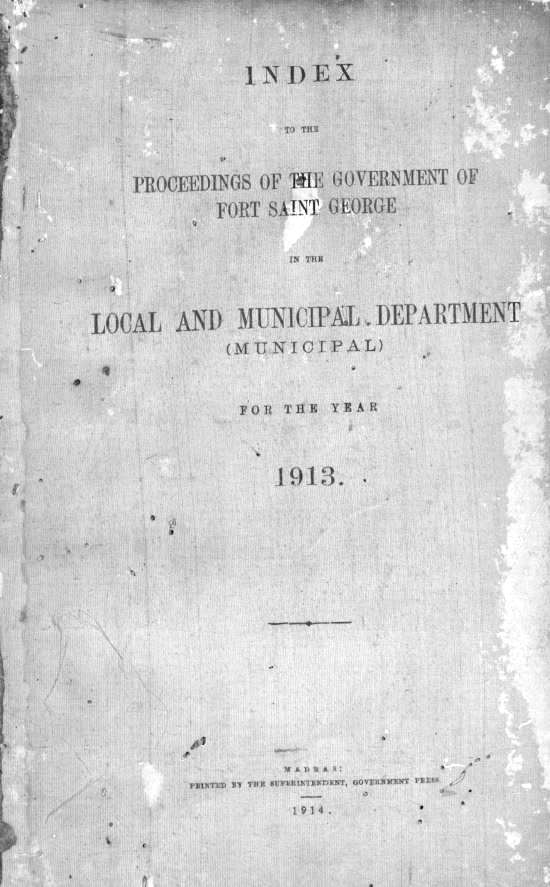 INDEX
TO THE
PROCEEDINGS OF THE GOVERNMENT OF
FORT SAINT GEORGE
IN THE
LOCAL AND MUNICIPAL DEPARTMENT
(MUNICIPAL)
FOR THE YEAR
1913.
MADRAS:
PRINTED BY THE SUPERINTENDENT, GOVERNMENT PRESS.
1914.